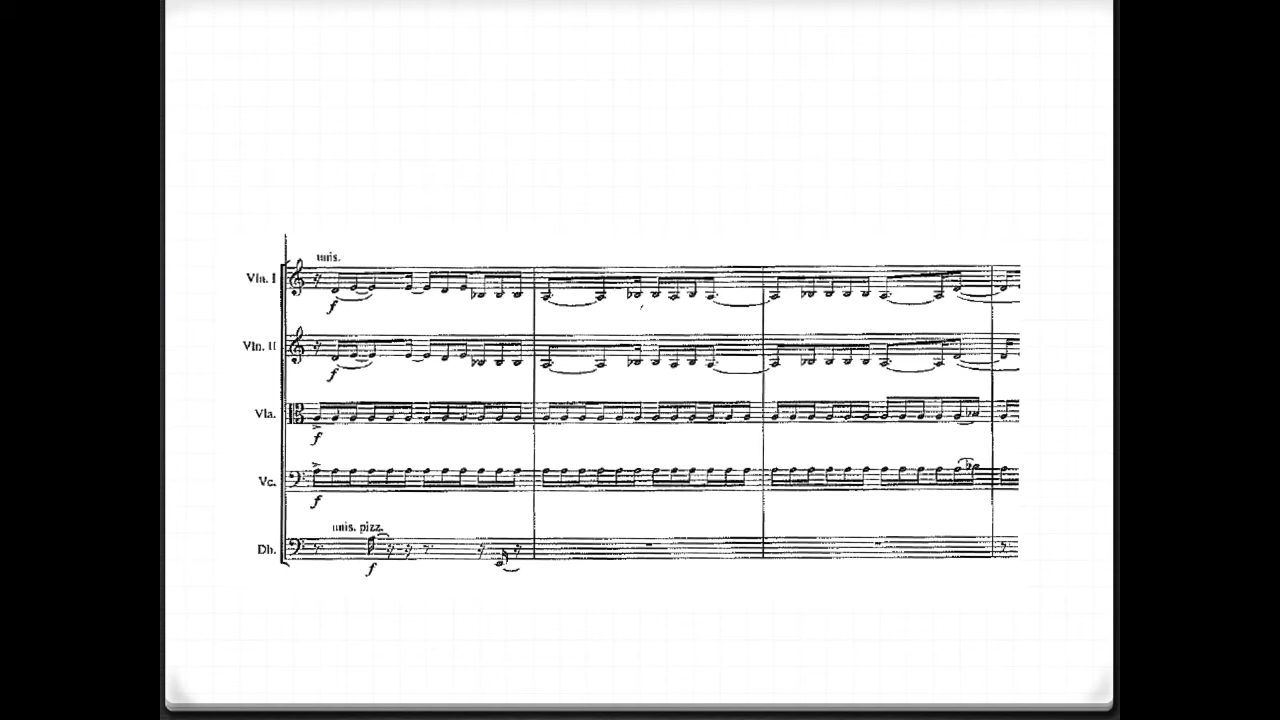 unis.
Vln. I
f
Vln. II
f
Vla.
f
Vc.
f
unis. pizz.
Db.
f